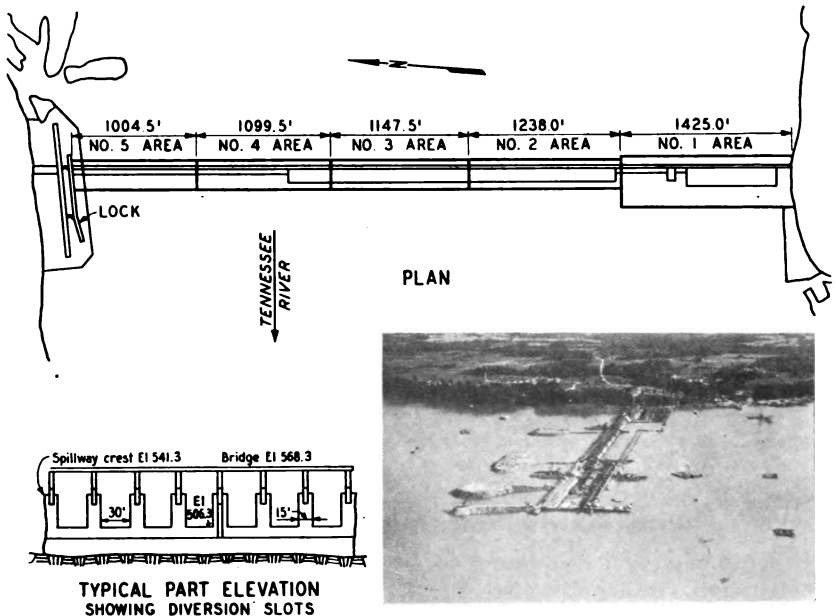 N
1004.5' 1099.5' 1147.5' 1238.0' 1425.0'
NO. 5 AREA NO. 4 AREA NO. 3 AREA NO. 2 AREA NO. 1 AREA
LOCK
TENNESSEE
RIVER
PLAN
Spillway crest El 541.3 Bridge El 568.3
30' El
506.3 15'
TYPICAL PART ELEVATION
SHOWING DIVERSION SLOTS